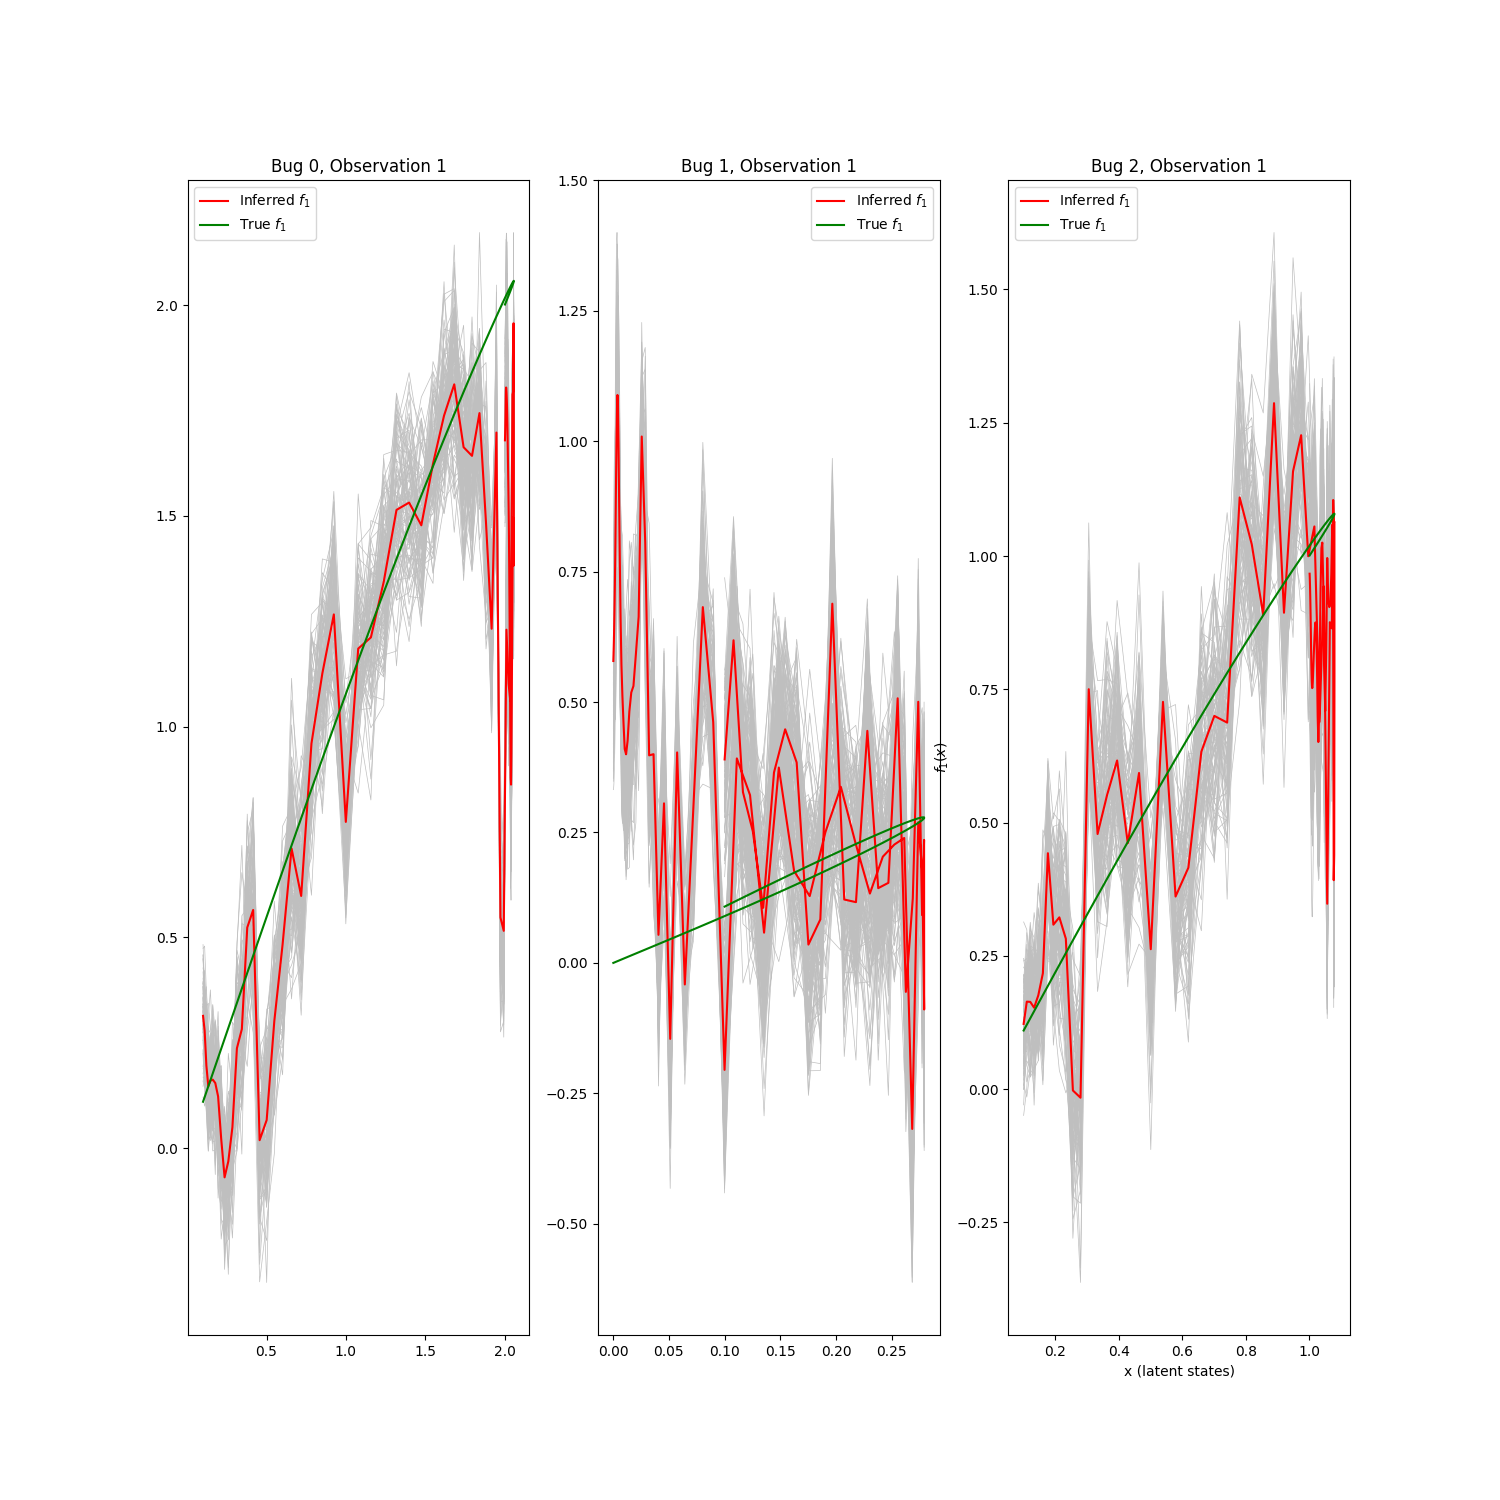 Bug 0, Observation 1
Inferred f₁
True f₁
2.0
1.5
1.0
0.5
0.0
0.5 1.0 1.5 2.0
Bug 1, Observation 1
Inferred f₁
True f₁
1.50
1.25
1.00
0.75
0.50
0.25
0.00
−0.25
−0.50
0.00 0.05 0.10 0.15 0.20 0.25
Bug 2, Observation 1
Inferred f₁
True f₁
f₁(x)
1.50
1.25
1.00
0.75
0.50
0.25
0.00
−0.25
0.2 0.4 0.6 0.8 1.0
x (latent states)